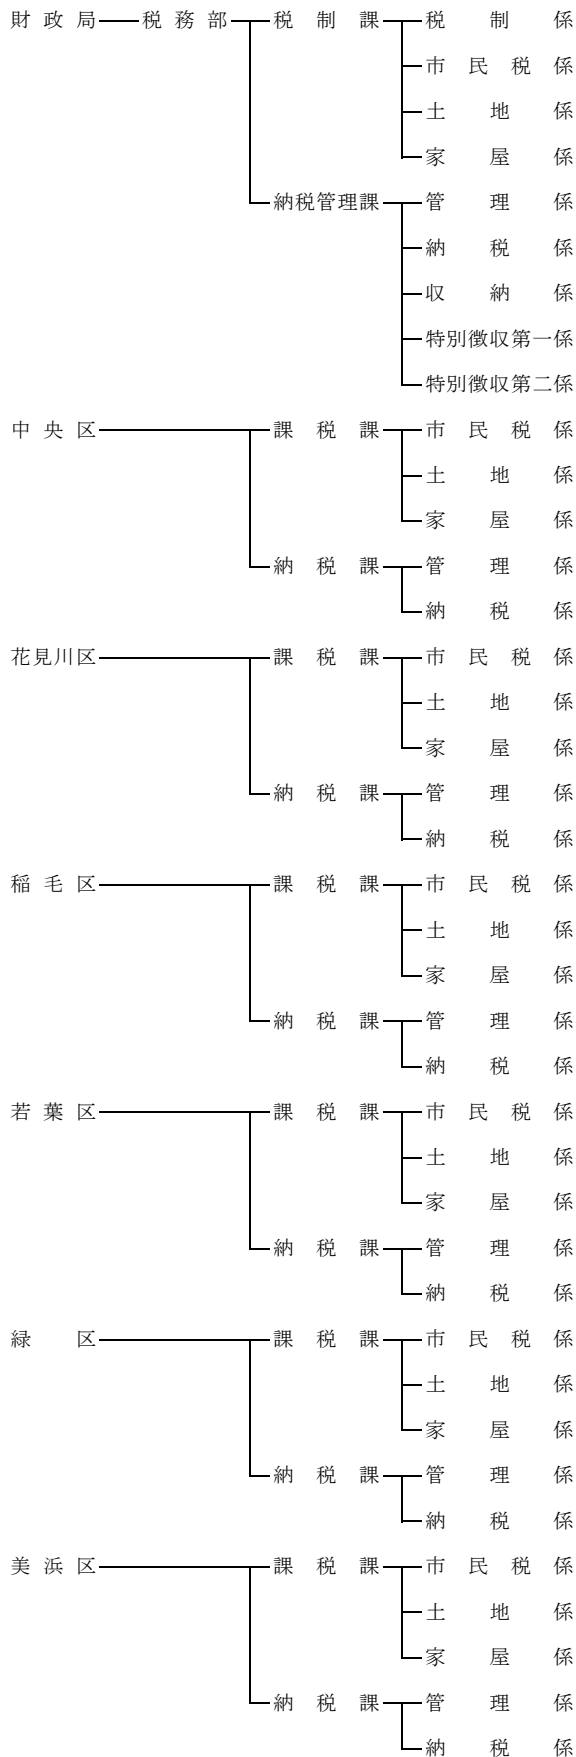 財政局 税務部 税制課 税制係
市民税係
土地係
家屋係
納税管理課 管理係
納税係
収納係
特別徴収第一係
特別徴収第二係
中央区 課税課 市民税係
土地係
家屋係
納税課 管理係
納税係
花見川区 課税課 市民税係
土地係
家屋係
納税課 管理係
納税係
稲毛区 課税課 市民税係
土地係
家屋係
納税課 管理係
納税係
若葉区 課税課 市民税係
土地係
家屋係
納税課 管理係
納税係
緑区 課税課 市民税係
土地係
家屋係
納税課 管理係
納税係
美浜区 課税課 市民税係
土地係
家屋係
納税課 管理係
納税係